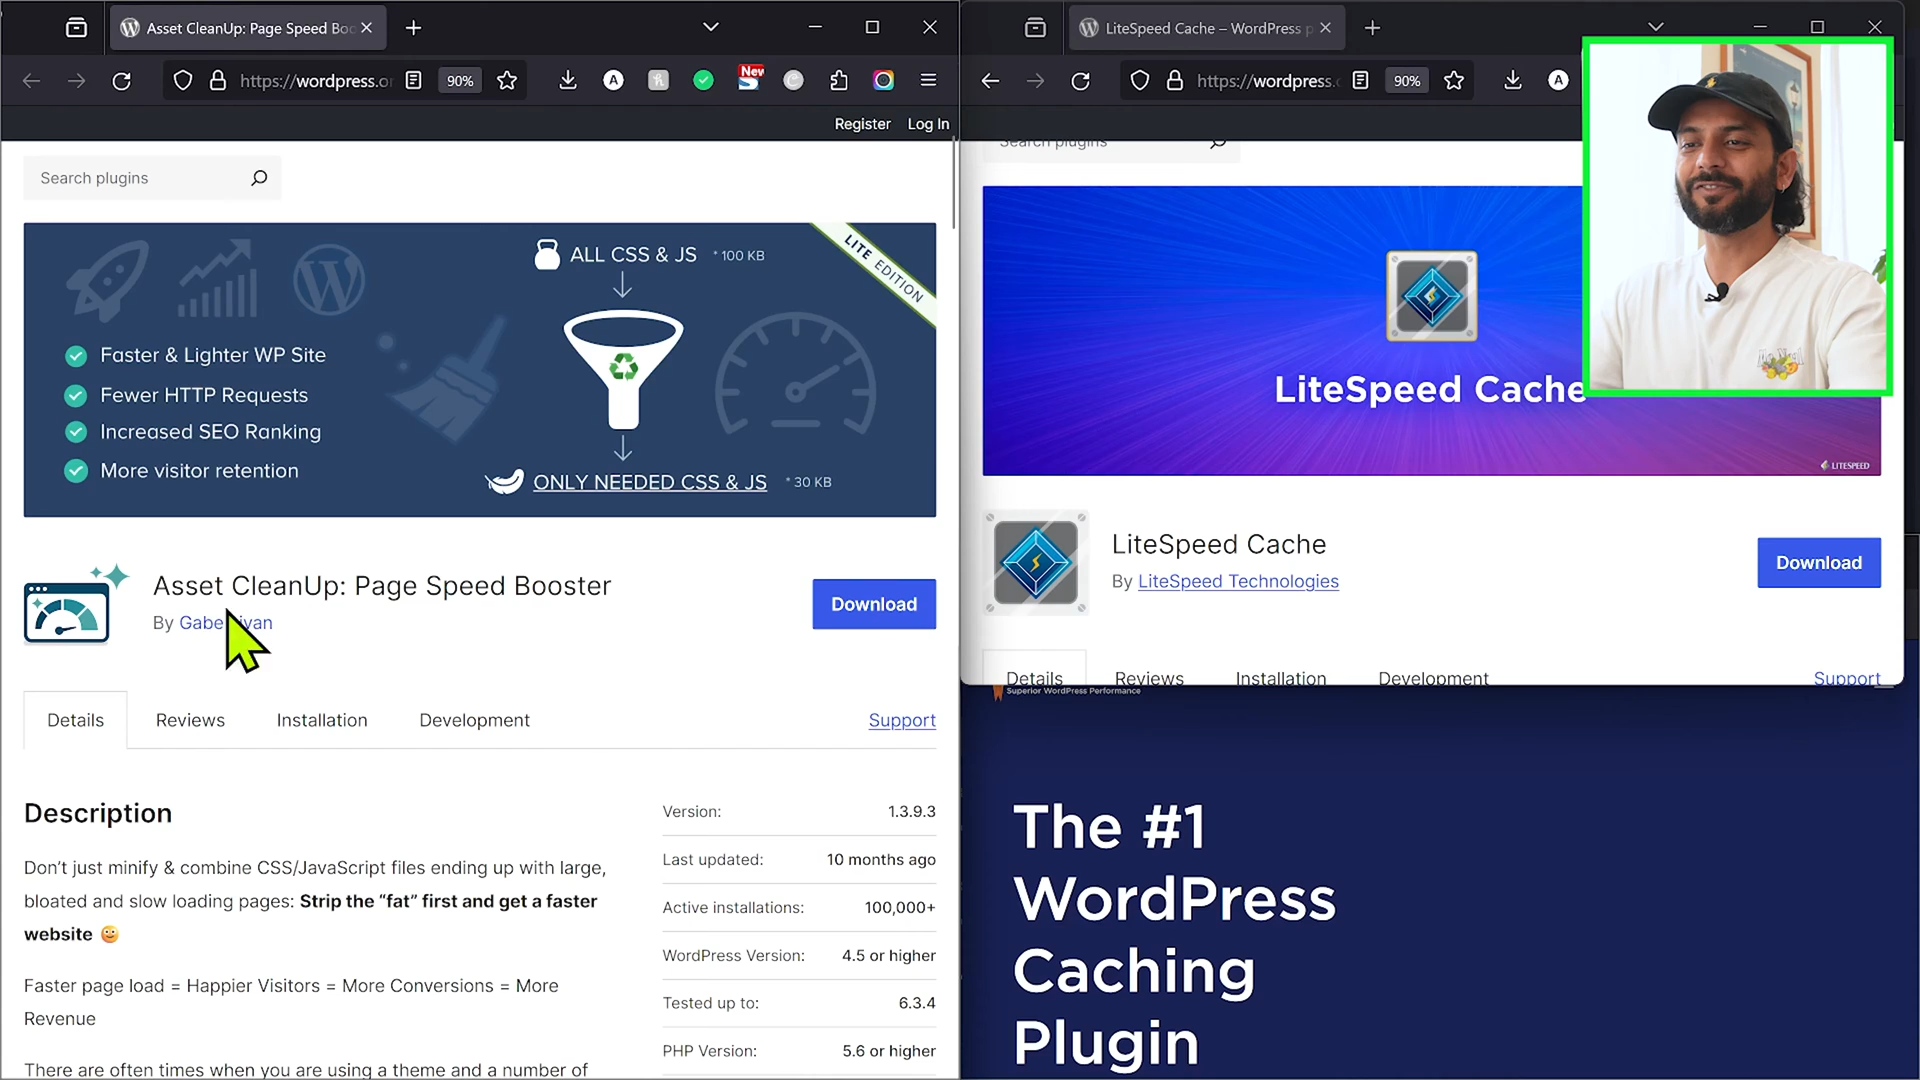 Asset CleanUp: Page Speed Boo
https://wordpress.or
90%
New
Register
Log In
Search plugins
ALL CSS & JS
* 100 KB
LITE EDITION
Faster & Lighter WP Site
Fewer HTTP Requests
Increased SEO Ranking
More visitor retention
ONLY NEEDED CSS & JS
* 30 KB
Asset CleanUp: Page Speed Booster
By Gabe
Download
Details
Reviews
Installation
Development
Support
Description
Don't just minify & combine CSS/JavaScript files ending up with large,
bloated and slow loading pages: Strip the “fat” first and get a faster
website
Faster page load = Happier Visitors = More Conversions = More
Revenue
There are often times when you are using a theme and a number of
Version:
1.3.9.3
Last updated:
10 months ago
Active installations:
100,000+
WordPress Version:
4.5 or higher
Tested up to:
6.3.4
PHP Version:
5.6 or higher
LiteSpeed Cache – WordPress p
https://wordpress.
90%
A
Search plugins
LiteSpeed Cache
LITESPEED
LiteSpeed Cache
By LiteSpeed Technologies
Download
Details
Reviews
Installation
Development
Support
Superior WordPress Performance
The #1
WordPress
Caching
Plugin